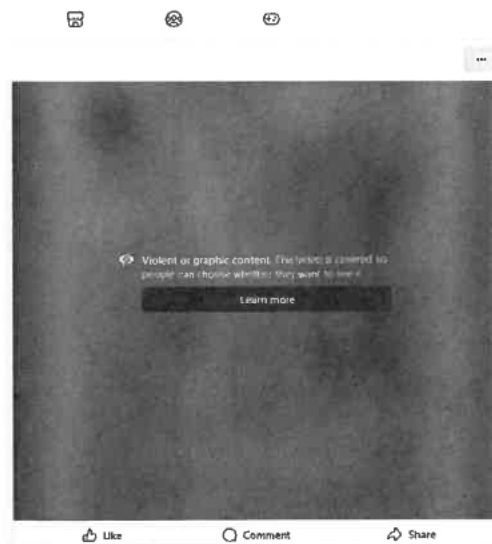 Violent or graphic content This photo is covered so
people can choose whether they want to see it
Learn more
Like Comment Share